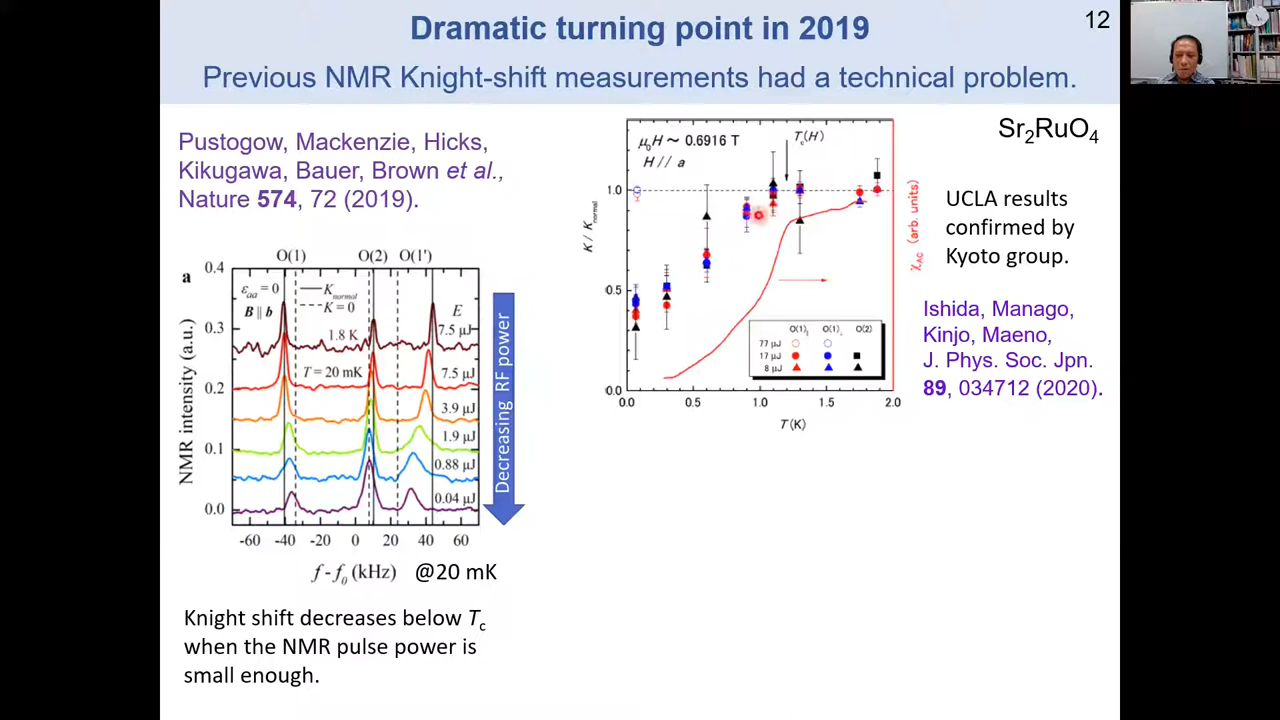 Dramatic turning point in 2019
12
Previous NMR Knight-shift measurements had a technical problem.
Pustogow, Mackenzie, Hicks,
Kikugawa, Bauer, Brown et al.,
Nature 574, 72 (2019).
a
O(1) O(2) O(1')
0.4
0.3
0.2
0.1
0.0
NMR intensity (a.u.)
εaa = 0
B || b
Knormal
K = 0
E
1.8 K
7.5 μJ
T = 20 mK
7.5 μJ
3.9 μJ
1.9 μJ
0.88 μJ
0.04 μJ
-60 -40 -20 0 20 40 60
f - f0 (kHz)
@20 mK
Decreasing RF power
Knight shift decreases below Tc
when the NMR pulse power is
small enough.
μ0H ~ 0.6916 T
H // a
Tc(H)
K / Knormal
1.0
0.5
0.0
χAC (arb. units)
O(1)∥ O(1)⊥ O(2)
77 μJ
17 μJ
8 μJ
0.0 0.5 1.0 1.5 2.0
T (K)
Sr2RuO4
UCLA results
confirmed by
Kyoto group.
Ishida, Manago,
Kinjo, Maeno,
J. Phys. Soc. Jpn.
89, 034712 (2020).